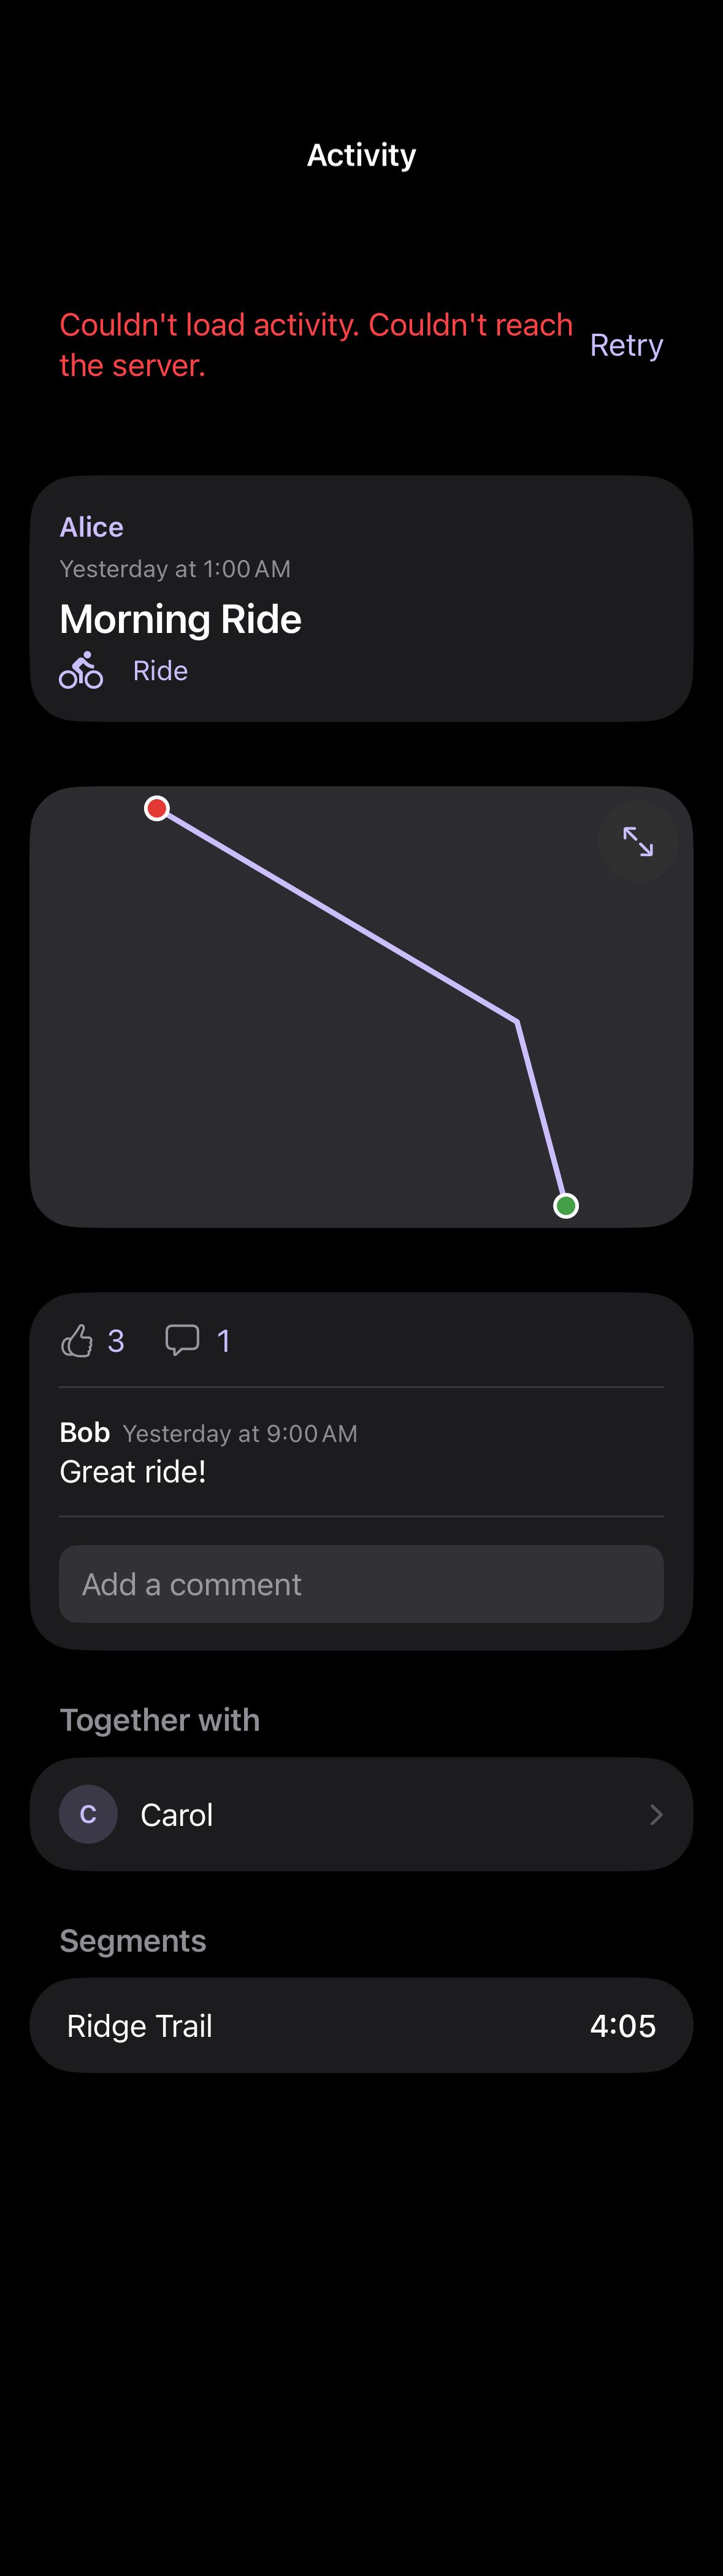 Activity
Couldn't load activity. Couldn't reach
the server.
Retry
Alice
Yesterday at 1:00 AM
Morning Ride
Ride
3 1
Bob Yesterday at 9:00 AM
Great ride!
Add a comment
Together with
C Carol
Segments
Ridge Trail 4:05